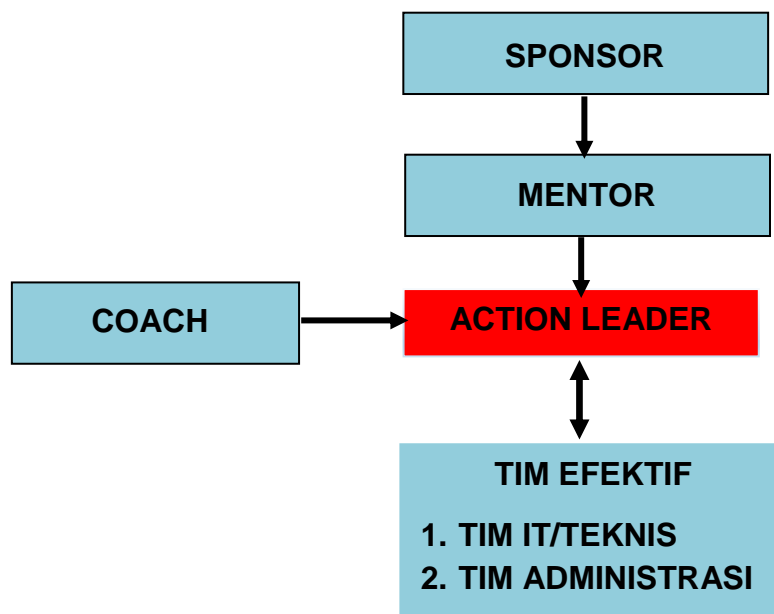 SPONSOR
MENTOR
COACH
ACTION LEADER
TIM EFEKTIF
1. TIM IT/TEKNIS
2. TIM ADMINISTRASI